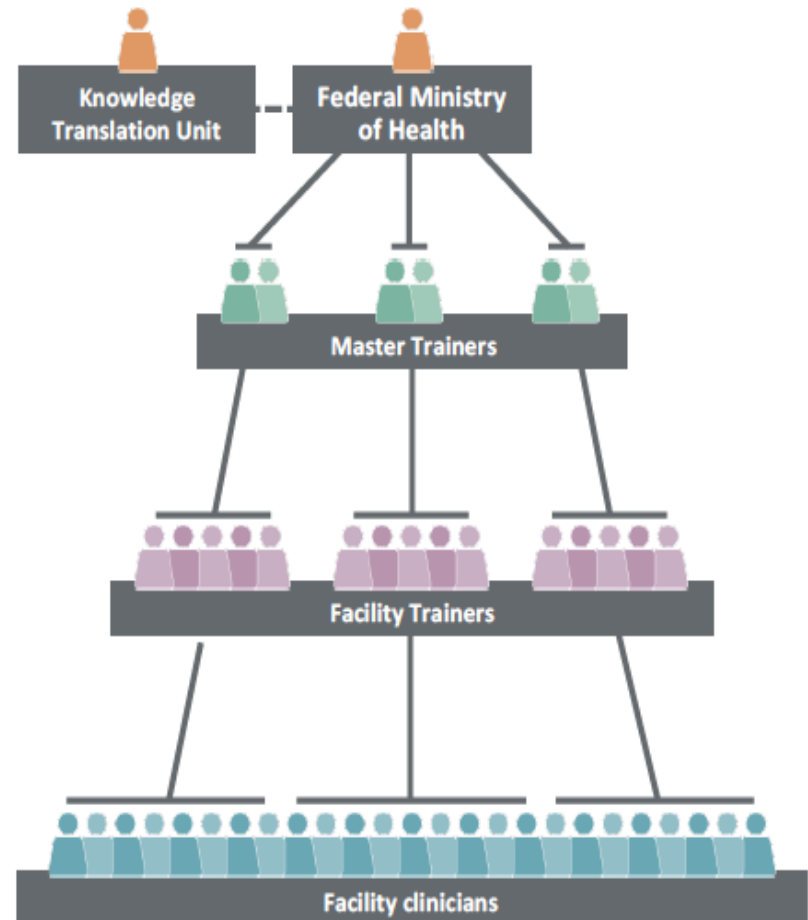 Knowledge
Translation Unit
Federal Ministry
of Health
Master Trainers
Facility Trainers
Facility clinicians